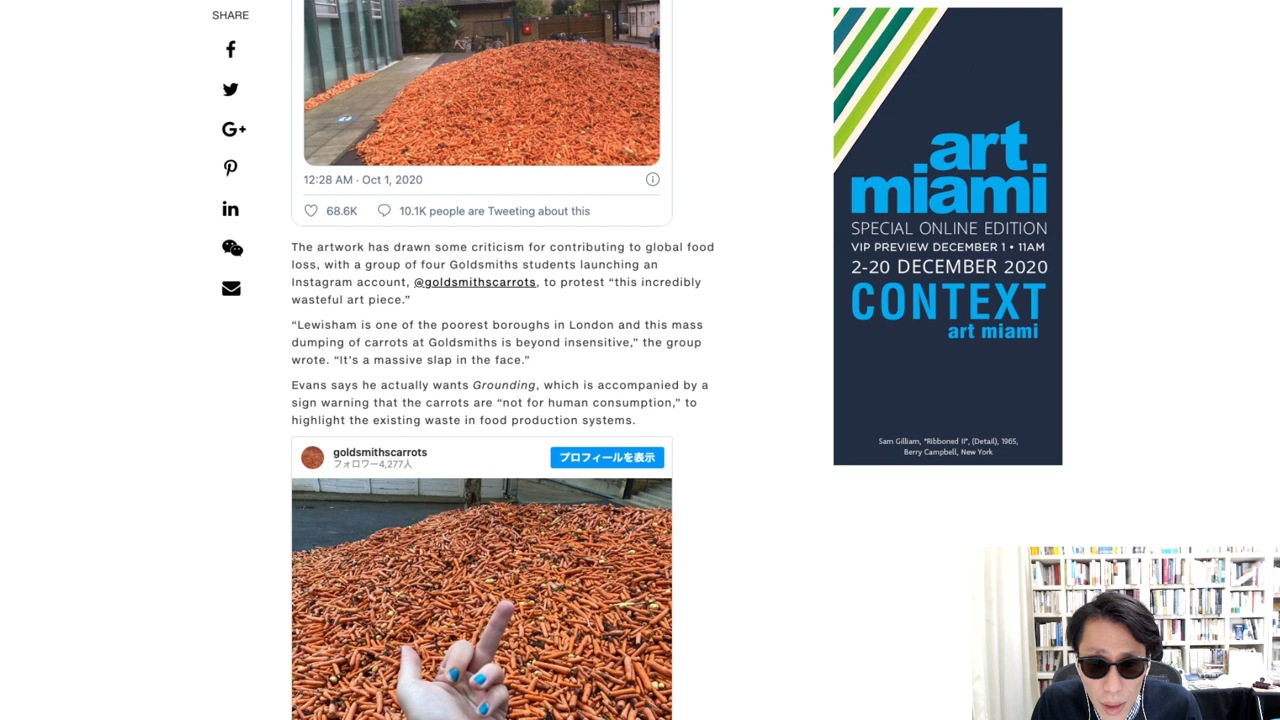 SHARE
12:28 AM · Oct 1, 2020
68.6K
10.1K people are Tweeting about this
The artwork has drawn some criticism for contributing to global food
loss, with a group of four Goldsmiths students launching an
Instagram account, @goldsmithscarrots, to protest “this incredibly
wasteful art piece.”
“Lewisham is one of the poorest boroughs in London and this mass
dumping of carrots at Goldsmiths is beyond insensitive,” the group
wrote. “It’s a massive slap in the face.”
Evans says he actually wants Grounding, which is accompanied by a
sign warning that the carrots are “not for human consumption,” to
highlight the existing waste in food production systems.
goldsmithscarrots
フォロワー4,277人
プロフィールを表示
art
miami
SPECIAL ONLINE EDITION
VIP PREVIEW DECEMBER 1 • 11AM
2-20 DECEMBER 2020
CONTEXT
art miami
Sam Gilliam, "Ribboned II", (Detail), 1965,
Berry Campbell, New York